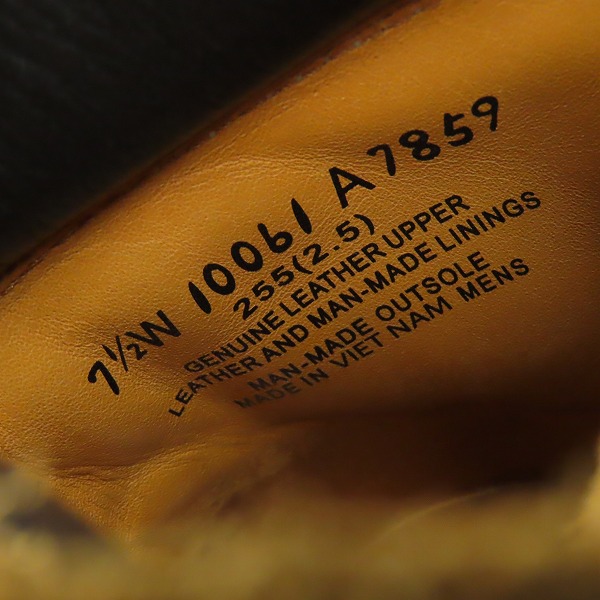 7½W 10061 A7859
255(2.5)
GENUINE LEATHER UPPER
LEATHER AND MAN-MADE LININGS
MAN-MADE OUTSOLE
MADE IN VIET NAM MENS